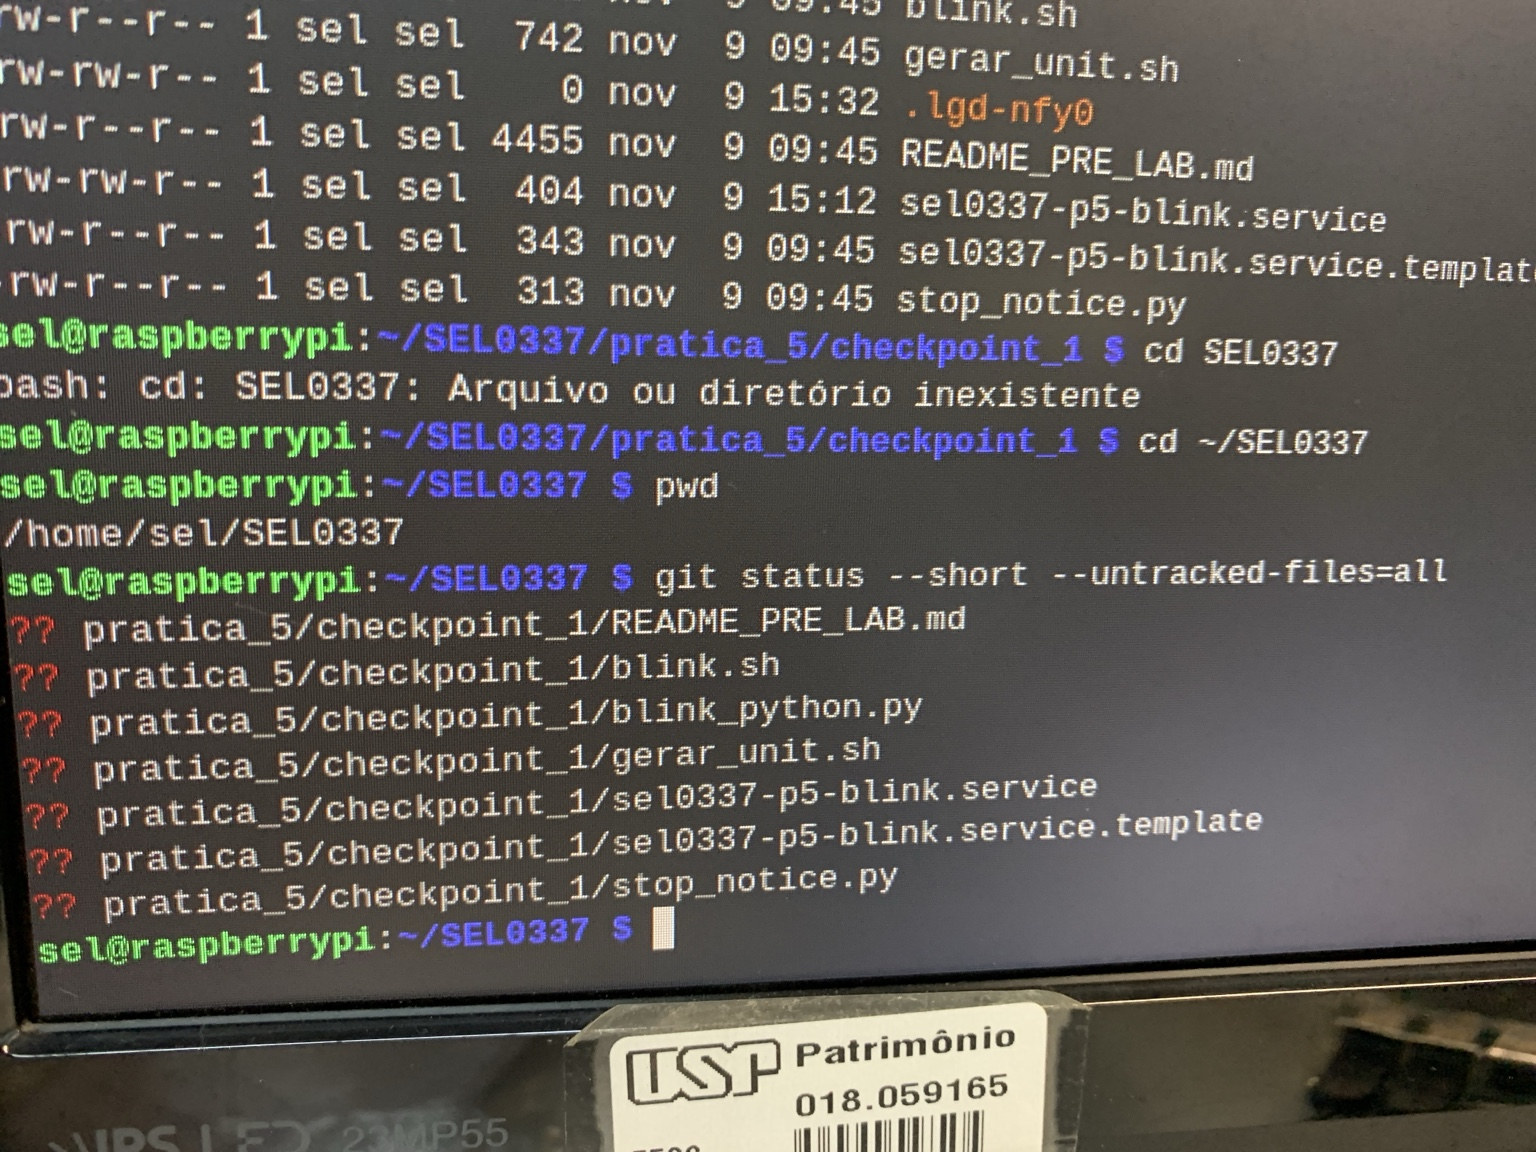 9 09:45 blink.sh
rw-r--r-- 1 sel sel 742 nov 9 09:45 gerar_unit.sh
rw-rw-r-- 1 sel sel 0 nov 9 15:32 .lgd-nfy0
rw-r--r-- 1 sel sel 4455 nov 9 09:45 README_PRE_LAB.md
rw-rw-r-- 1 sel sel 404 nov 9 15:12 sel0337-p5-blink.service
rw-r--r-- 1 sel sel 343 nov 9 09:45 sel0337-p5-blink.service.template
-rw-r--r-- 1 sel sel 313 nov 9 09:45 stop_notice.py
sel@raspberrypi:~/SEL0337/pratica_5/checkpoint_1 $ cd SEL0337
bash: cd: SEL0337: Arquivo ou diretório inexistente
sel@raspberrypi:~/SEL0337/pratica_5/checkpoint_1 $ cd ~/SEL0337
sel@raspberrypi:~/SEL0337 $ pwd
/home/sel/SEL0337
sel@raspberrypi:~/SEL0337 $ git status --short --untracked-files=all
?? pratica_5/checkpoint_1/README_PRE_LAB.md
?? pratica_5/checkpoint_1/blink.sh
?? pratica_5/checkpoint_1/blink_python.py
?? pratica_5/checkpoint_1/gerar_unit.sh
?? pratica_5/checkpoint_1/sel0337-p5-blink.service
?? pratica_5/checkpoint_1/sel0337-p5-blink.service.template
?? pratica_5/checkpoint_1/stop_notice.py
sel@raspberrypi:~/SEL0337 $
USP Patrimônio
018.059165
23MP55